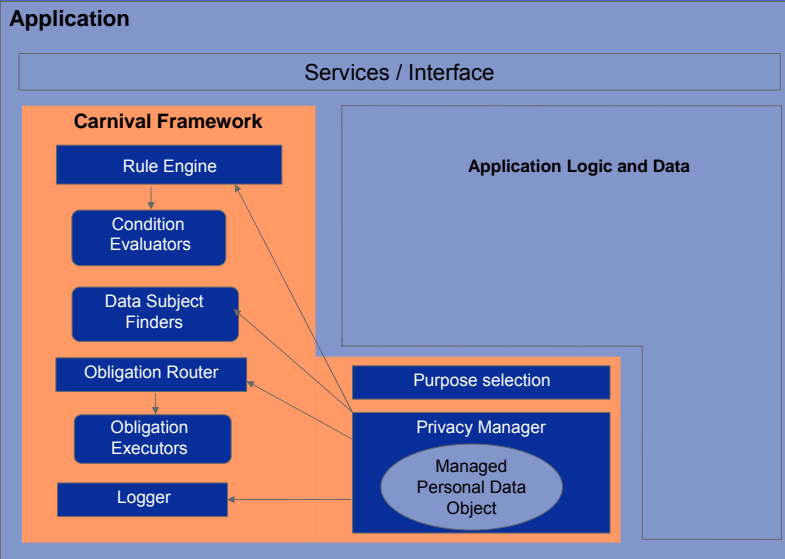 Application
Services / Interface
Carnival Framework
Rule Engine
Condition
Evaluators
Data Subject
Finders
Obligation Router
Obligation
Executors
Logger
Application Logic and Data
Purpose selection
Privacy Manager
Managed
Personal Data
Object